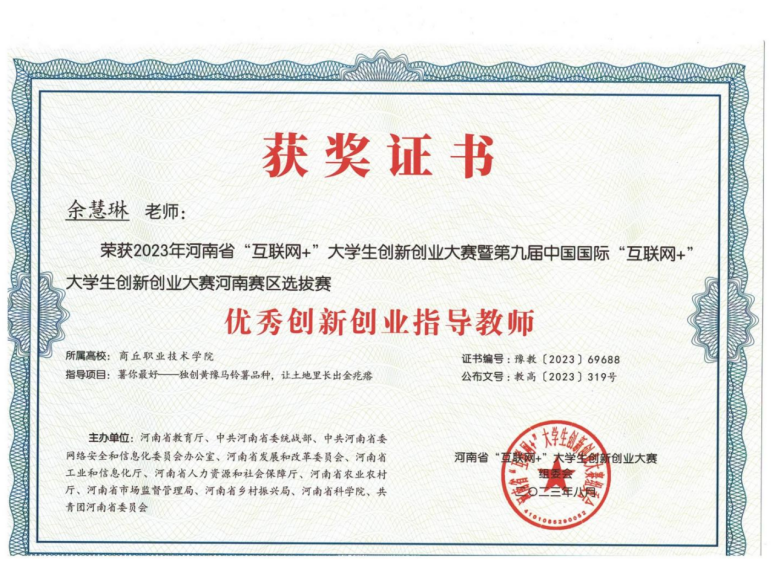 获奖证书
余慧琳 老师：
荣获2023年河南省“互联网+”大学生创新创业大赛暨第九届中国国际“互联网+”
大学生创新创业大赛河南赛区选拔赛
优秀创新创业指导教师
所属高校：商丘职业技术学院
指导项目：薯你最好——独创黄豫马铃薯品种，让土地里长出金疙瘩
证书编号：豫教〔2023〕69688
公布文号：教高〔2023〕319号
主办单位：河南省教育厅、中共河南省委统战部、中共河南省委
网络安全和信息化委员会办公室、河南省发展和改革委员会、河南省
工业和信息化厅、河南省人力资源和社会保障厅、河南省农业农村
厅、河南省市场监督管理局、河南省乡村振兴局、河南省科学院、共
青团河南省委员会
河南省“互联网+”大学生创新创业大赛
组委会
二〇二三年八月